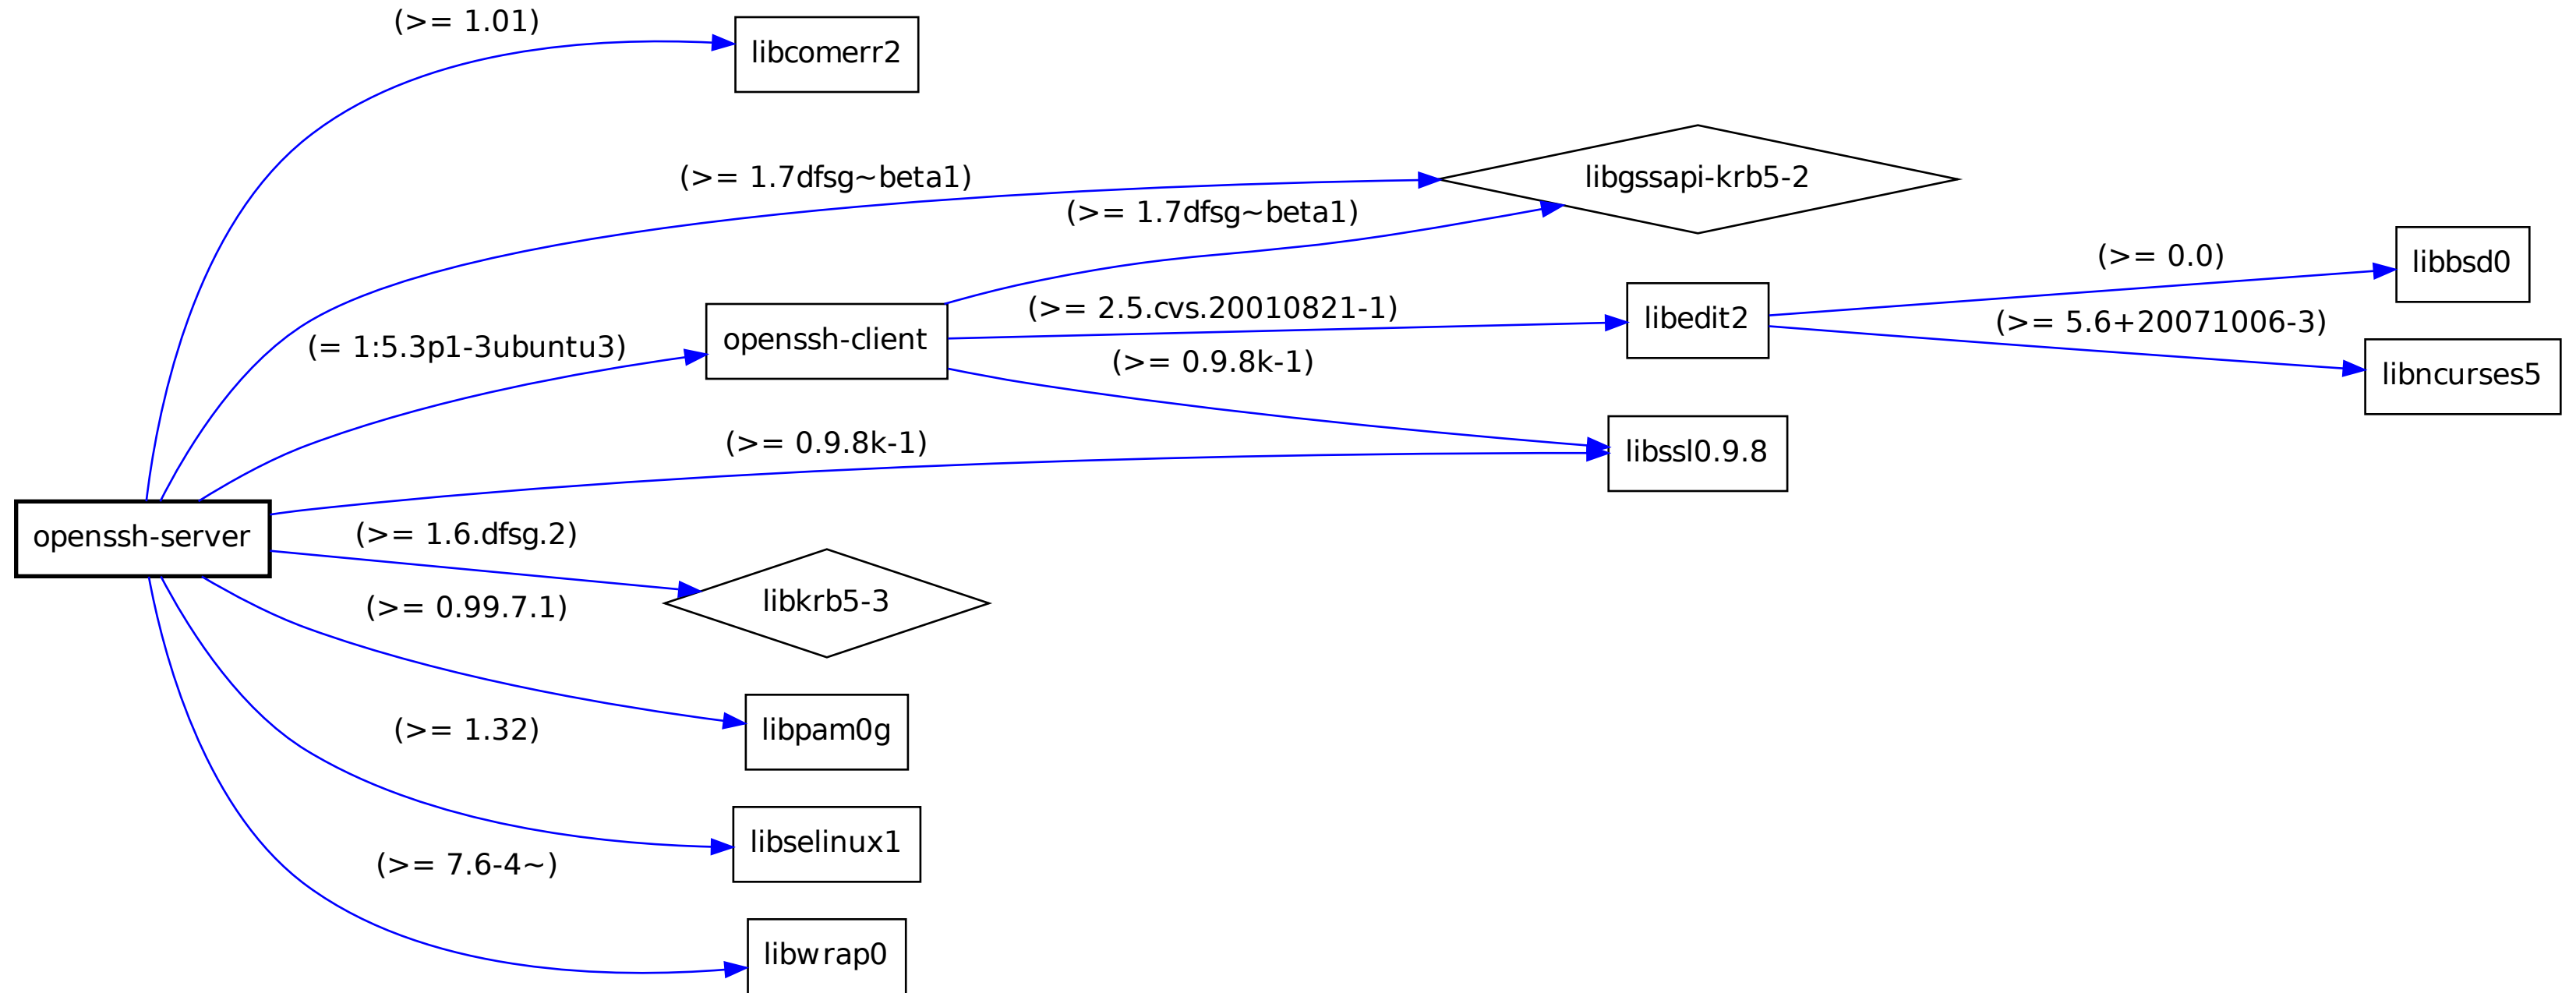 (>= 1.01)
libcomerr2
(>= 1.7dfsg~beta1)
libgssapi-krb5-2
(>= 1.7dfsg~beta1)
(>= 0.0)
libbsd0
(>= 2.5.cvs.20010821-1)
libedit2
(>= 5.6+20071006-3)
(= 1:5.3p1-3ubuntu3)
openssh-client
(>= 0.9.8k-1)
libncurses5
(>= 0.9.8k-1)
libssl0.9.8
openssh-server
(>= 1.6.dfsg.2)
libkrb5-3
(>= 0.99.7.1)
libpam0g
(>= 1.32)
libselinux1
(>= 7.6-4~)
libwrap0